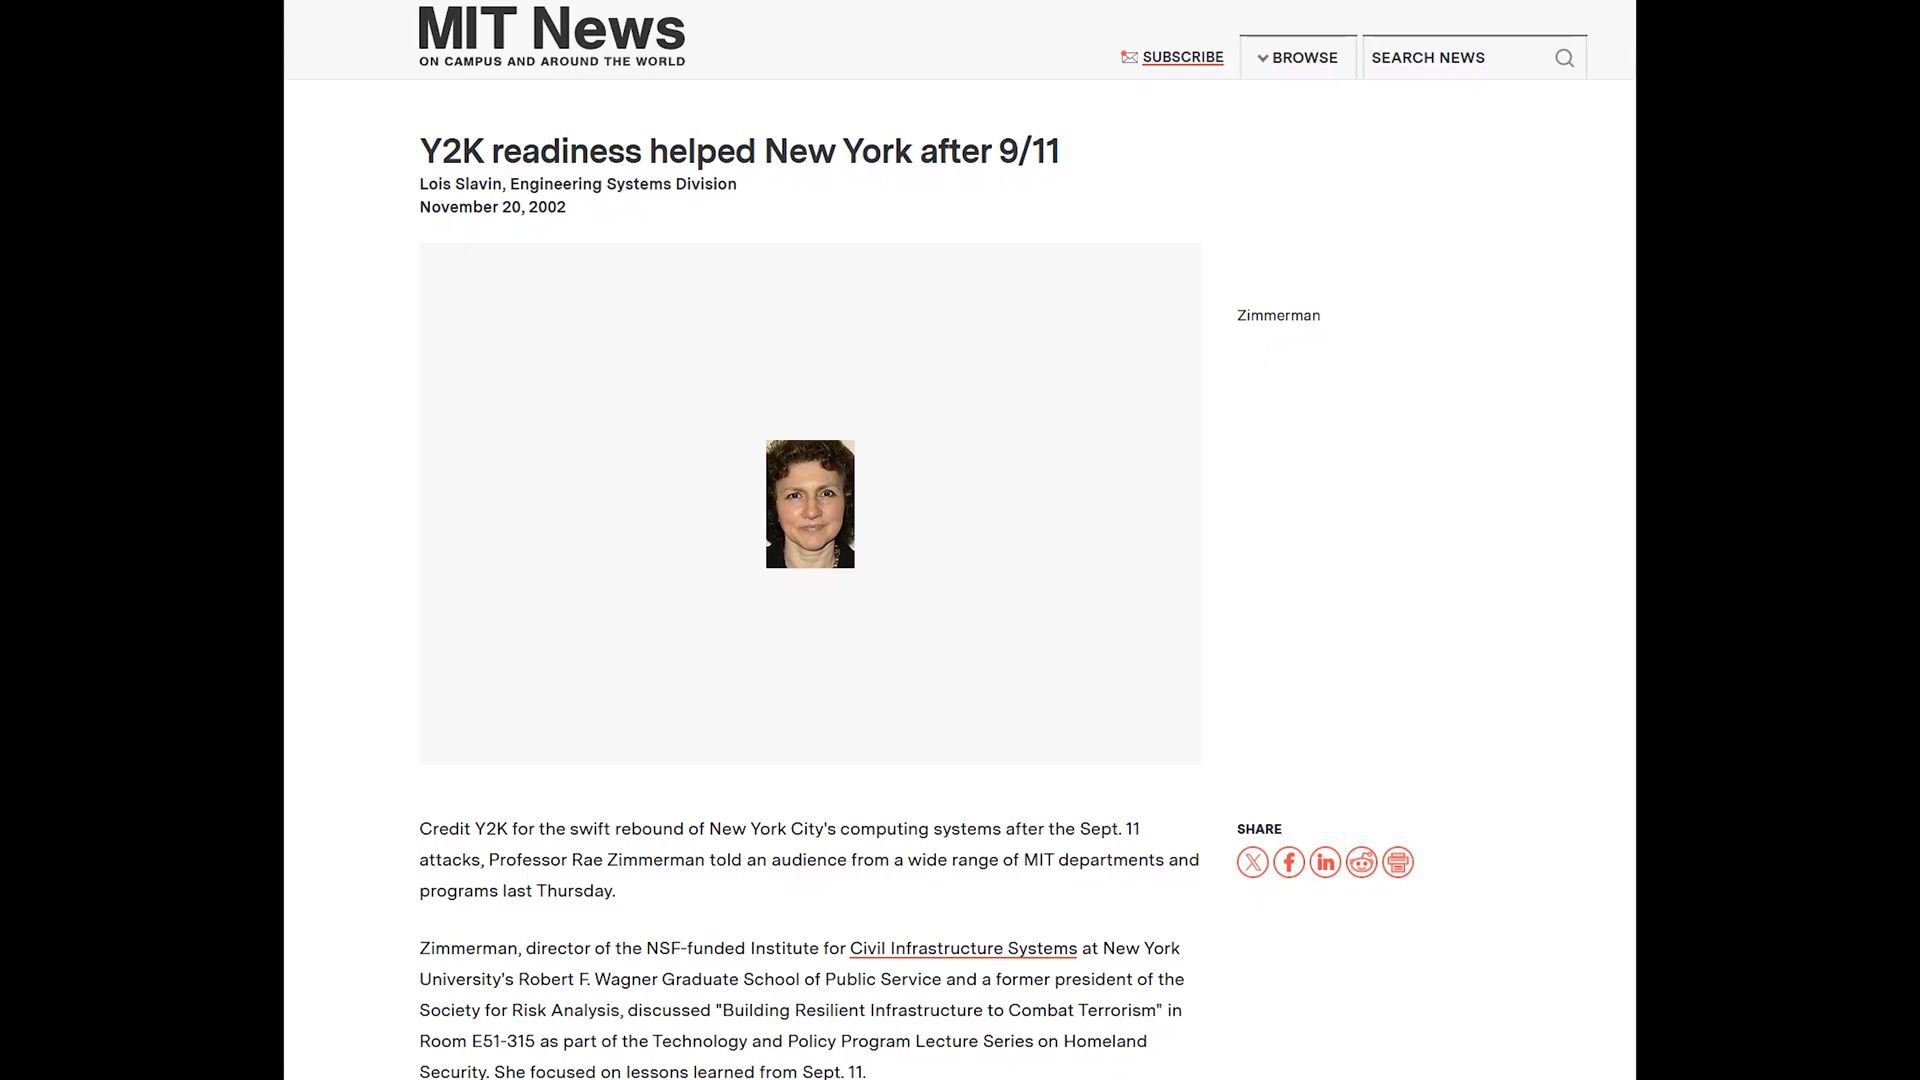 MIT News
ON CAMPUS AND AROUND THE WORLD
SUBSCRIBE
BROWSE
SEARCH NEWS
Y2K readiness helped New York after 9/11
Lois Slavin, Engineering Systems Division
November 20, 2002
Zimmerman
Credit Y2K for the swift rebound of New York City's computing systems after the Sept. 11
attacks, Professor Rae Zimmerman told an audience from a wide range of MIT departments and
programs last Thursday.
SHARE
Zimmerman, director of the NSF-funded Institute for Civil Infrastructure Systems at New York
University's Robert F. Wagner Graduate School of Public Service and a former president of the
Society for Risk Analysis, discussed "Building Resilient Infrastructure to Combat Terrorism" in
Room E51-315 as part of the Technology and Policy Program Lecture Series on Homeland
Security. She focused on lessons learned from Sept. 11.